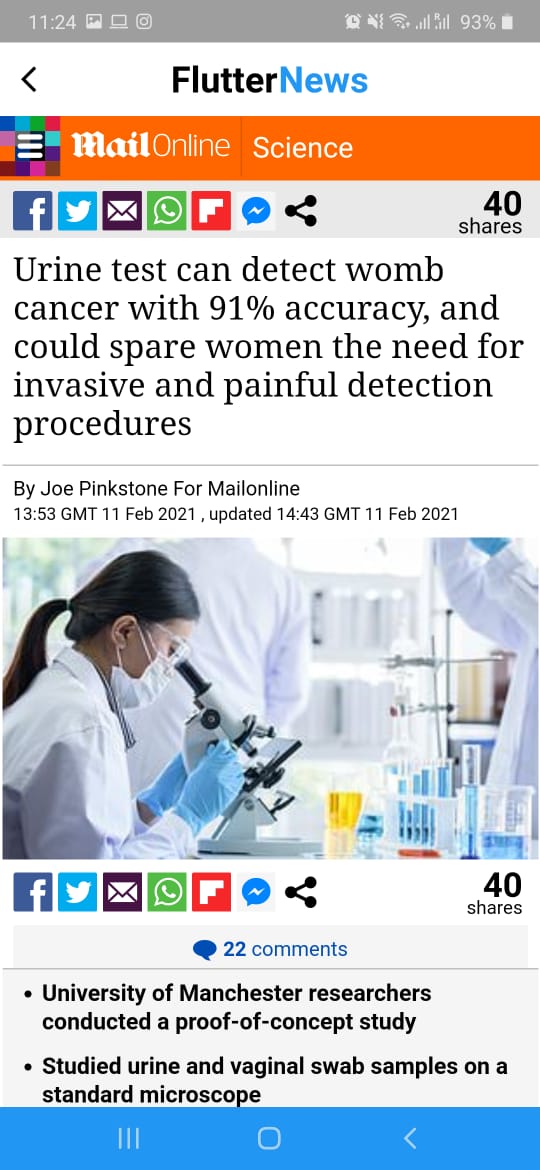 11:24 93%
FlutterNews
Mail Online Science
40
shares
Urine test can detect womb
cancer with 91% accuracy, and
could spare women the need for
invasive and painful detection
procedures
By Joe Pinkstone For Mailonline
13:53 GMT 11 Feb 2021 , updated 14:43 GMT 11 Feb 2021
40
shares
22 comments
• University of Manchester researchers
conducted a proof-of-concept study
• Studied urine and vaginal swab samples on a
standard microscope